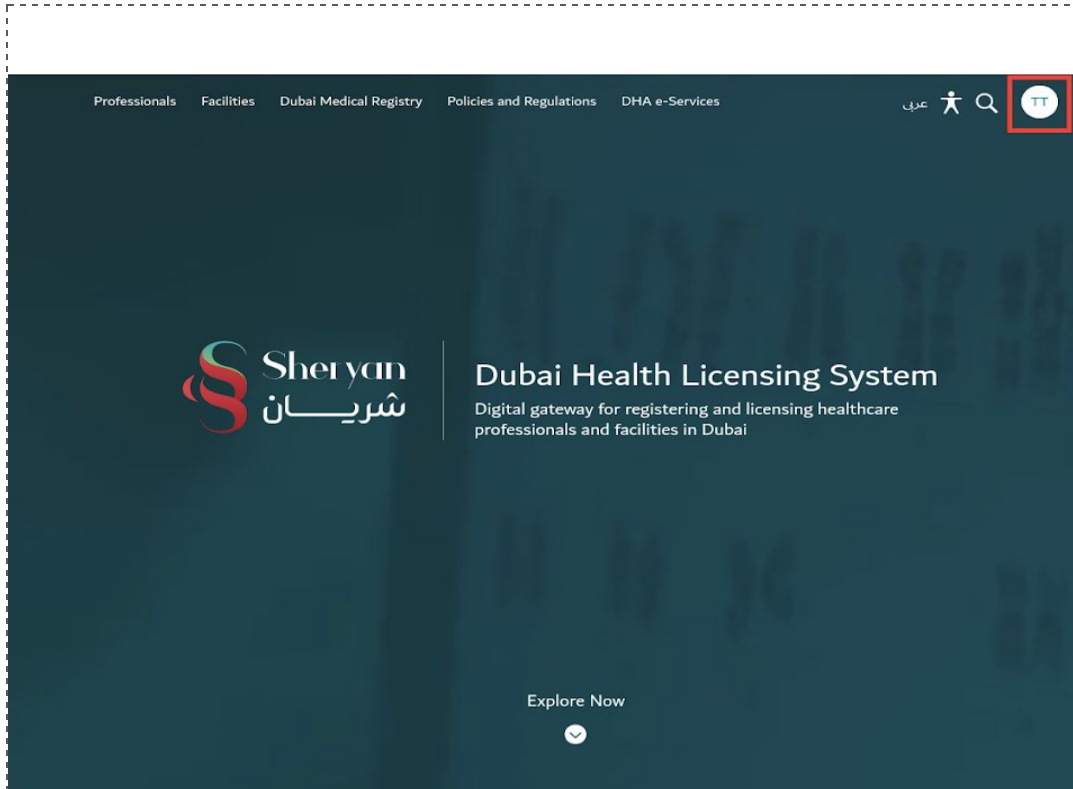 Professionals Facilities Dubai Medical Registry Policies and Regulations DHA e-Services عربي TT
Sheryan
شريــــان
Dubai Health Licensing System
Digital gateway for registering and licensing healthcare
professionals and facilities in Dubai
Explore Now